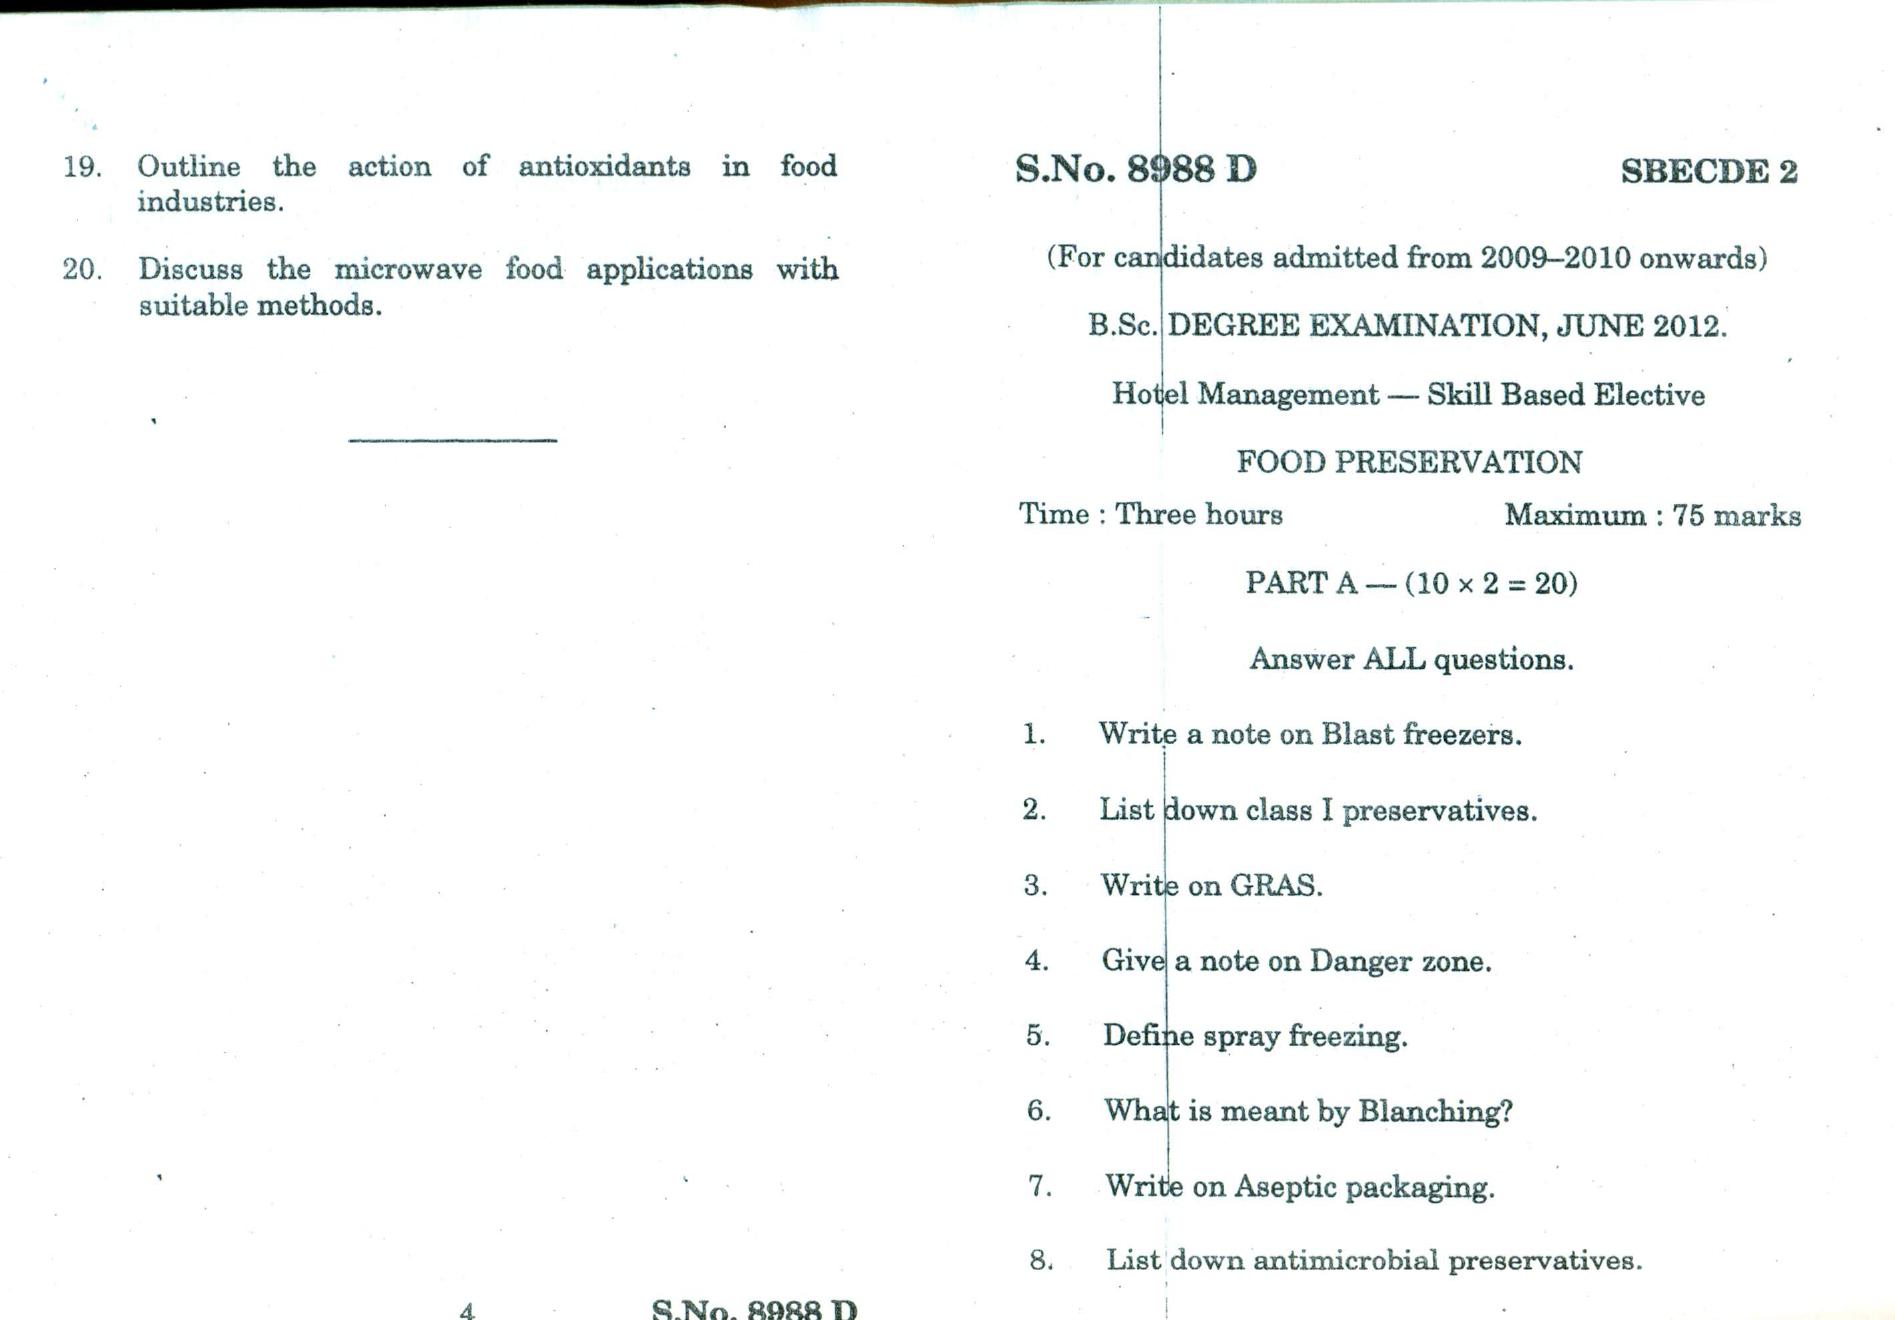 19. Outline the action of antioxidants in food
industries.
20. Discuss the microwave food applications with
suitable methods.
4 S.No. 8988 D
S.No. 8988 D SBECDE 2
(For candidates admitted from 2009–2010 onwards)
B.Sc. DEGREE EXAMINATION, JUNE 2012.
Hotel Management — Skill Based Elective
FOOD PRESERVATION
Time : Three hours Maximum : 75 marks
PART A — (10 × 2 = 20)
Answer ALL questions.
1. Write a note on Blast freezers.
2. List down class I preservatives.
3. Write on GRAS.
4. Give a note on Danger zone.
5. Define spray freezing.
6. What is meant by Blanching?
7. Write on Aseptic packaging.
8. List down antimicrobial preservatives.